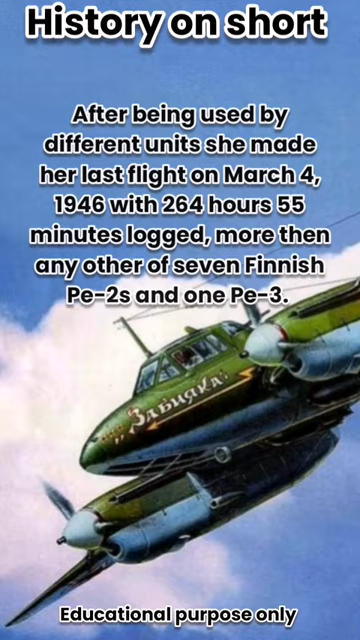 History on short
After being used by
different units she made
her last flight on March 4,
1946 with 264 hours 55
minutes logged, more then
any other of seven Finnish
Pe-2s and one Pe-3.
„Забияка!
Educational purpose only